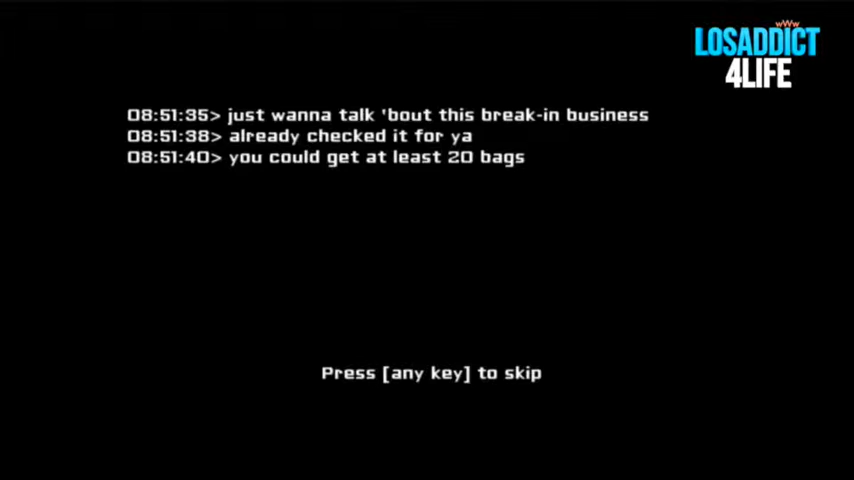 wWw
LOSADDICT
4LIFE
08:51:35> just wanna talk 'bout this break-in business
08:51:38> already checked it for ya
08:51:40> you could get at least 20 bags
Press [any key] to skip